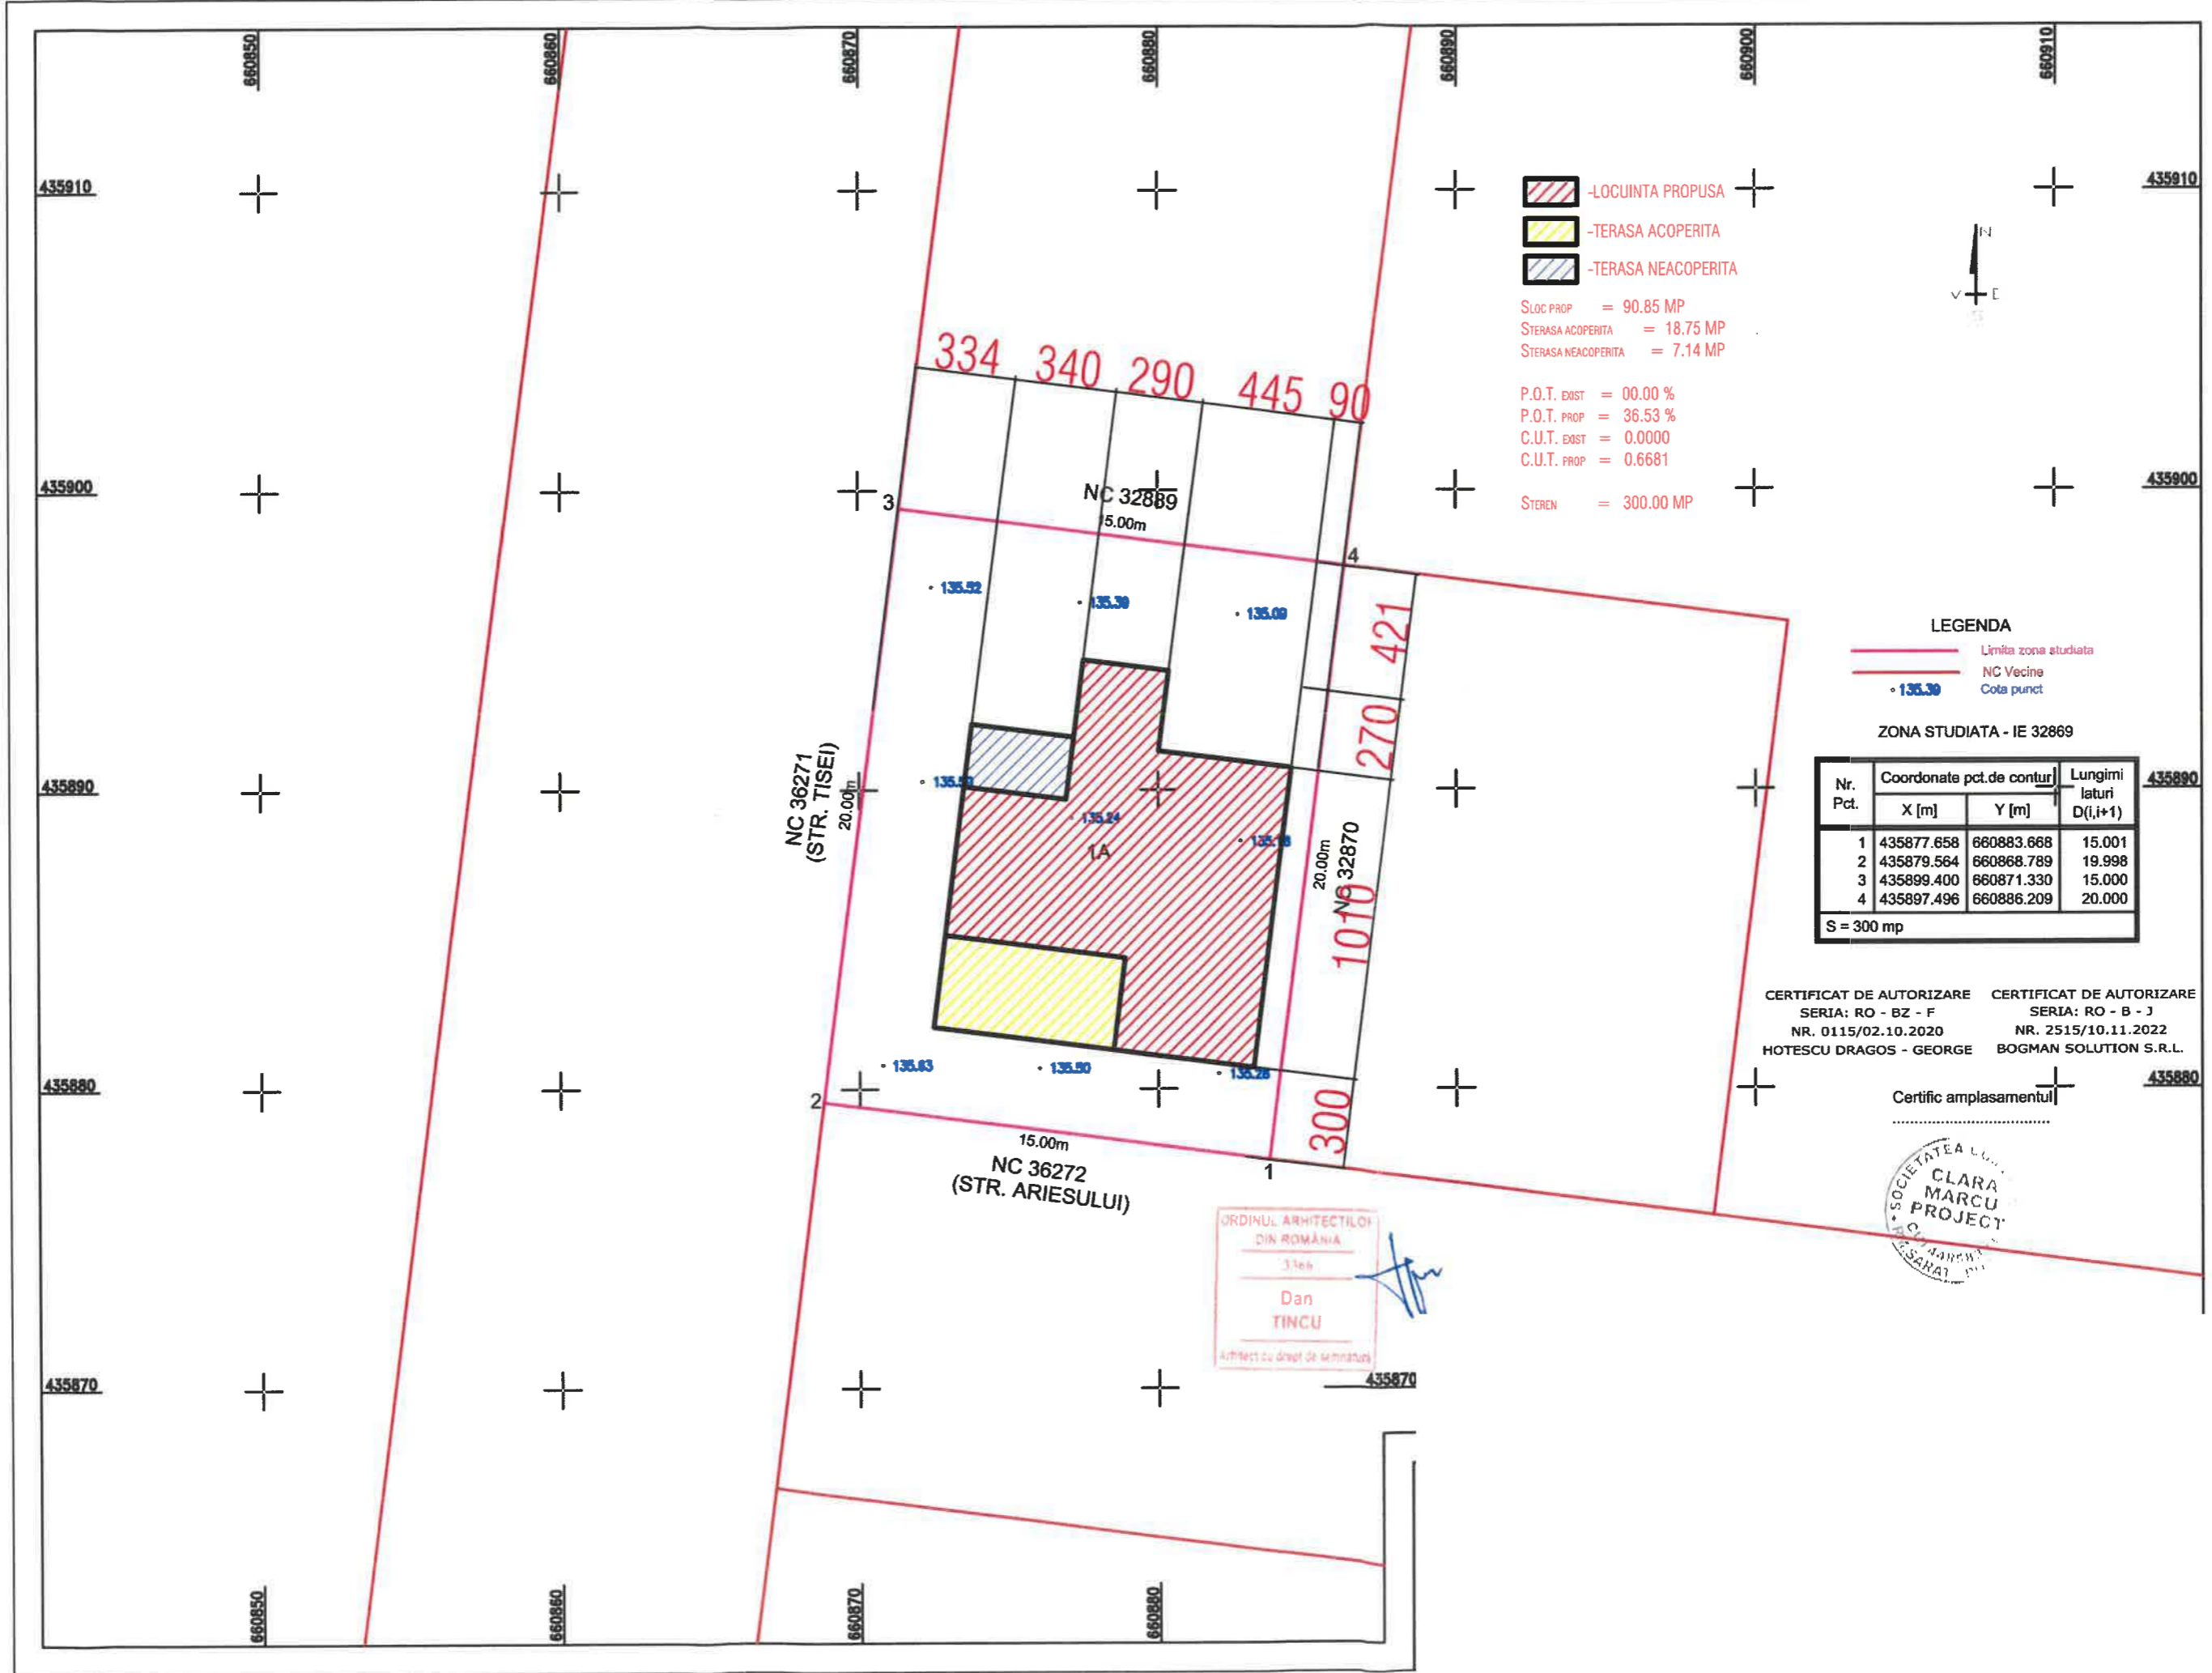 660850
660860
660870
660880
660890
660900
660910
435910
435910
-LOCUINTA PROPUSA
-TERASA ACOPERITA
-TERASA NEACOPERITA
N
V
SLOC PROP = 90.85 MP
STERASA ACOPERITA = 18.75 MP
STERASA NEACOPERITA = 7.14 MP
P.O.T. EXIST = 00.00 %
P.O.T. PROP = 36.53 %
C.U.T. EXIST = 0.0000
C.U.T. PROP = 0.6681
STEREN = 300.00 MP
334 340 290 445 90
435900
435900
3
NC 32889
15.00m
4
135.52
135.39
135.09
421
270
1010
300
LEGENDA
Limita zona studiata
NC Vecine
135.39 Cota punct
ZONA STUDIATA - IE 32869
Nr. Pct. Coordonate pct.de contur Lungimi laturi D(i,i+1)
X [m] Y [m]
1 435877.658 660883.668 15.001
2 435879.564 660868.789 19.998
3 435899.400 660871.330 15.000
4 435897.496 660886.209 20.000
S = 300 mp
435890
435890
NC 36271
(STR. TISEI)
20.00m
135.24
1A
20.00m
NC 32870
CERTIFICAT DE AUTORIZARE
SERIA: RO - BZ - F
NR. 0115/02.10.2020
HOTESCU DRAGOS - GEORGE
CERTIFICAT DE AUTORIZARE
SERIA: RO - B - J
NR. 2515/10.11.2022
BOGMAN SOLUTION S.R.L.
435880
435880
135.63
135.50
135.28
Certific amplasamentul
2
15.00m
1
NC 36272
(STR. ARIESULUI)
SOCIETATEA
CLARA
MARCU
PROJECT
ORDINUL ARHITECTILOR
DIN ROMÂNIA
3366
Dan
TINCU
Arhitect cu drept de semnatura
435870
435870
660850
660860
660870
660880